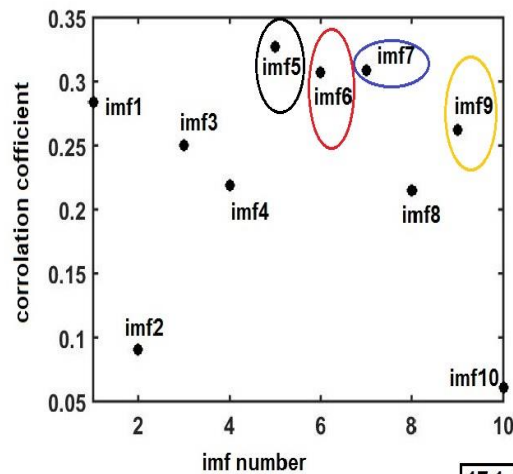 0.35
imf5
imf7
0.3
imf6
imf1
imf9
imf3
0.25
imf4
0.2
imf8
0.15
imf2
0.1
imf10
0.05
2 4 6 8 10
imf number
corrolation cofficient